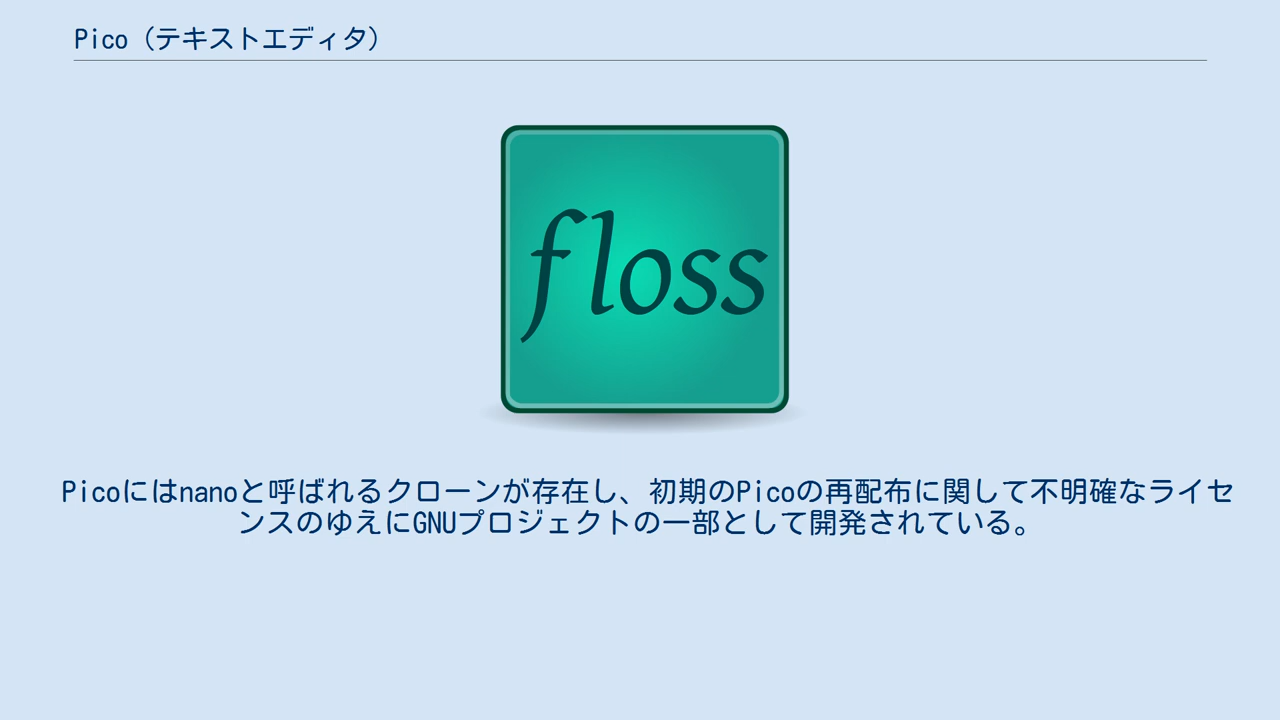 Pico（テキストエディタ）
floss
Picoにはnanoと呼ばれるクローンが存在し、初期のPicoの再配布に関して不明確なライセ
ンスのゆえにGNUプロジェクトの一部として開発されている。